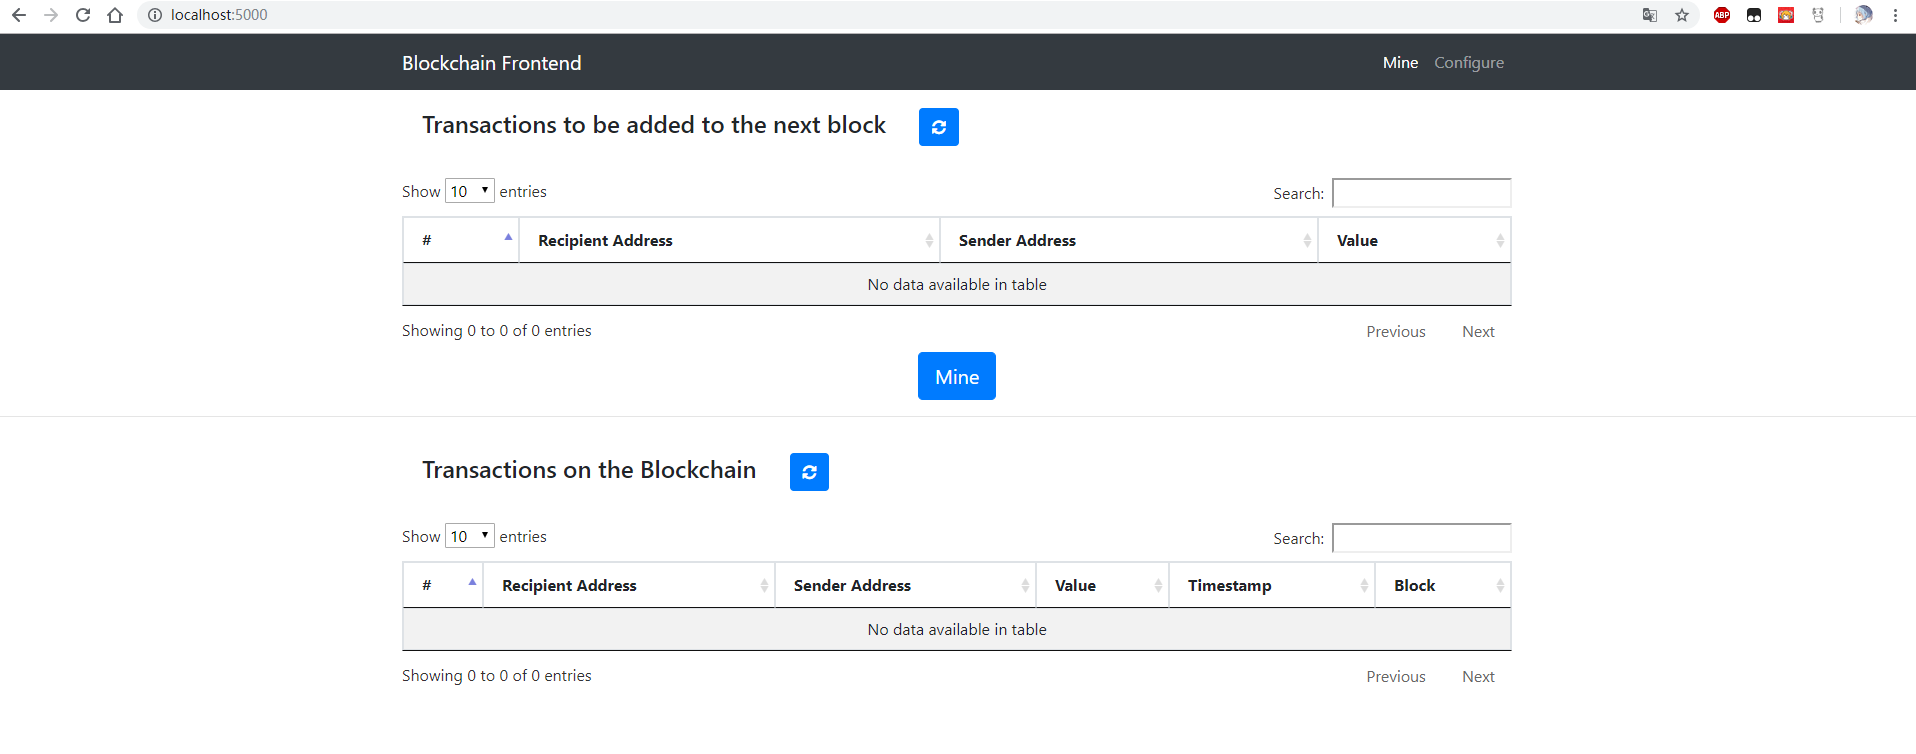 localhost:5000
ABP
Blockchain Frontend Mine Configure
Transactions to be added to the next block
Show 10 entries Search:
# Recipient Address Sender Address Value
No data available in table
Showing 0 to 0 of 0 entries Previous Next
Mine
Transactions on the Blockchain
Show 10 entries Search:
# Recipient Address Sender Address Value Timestamp Block
No data available in table
Showing 0 to 0 of 0 entries Previous Next